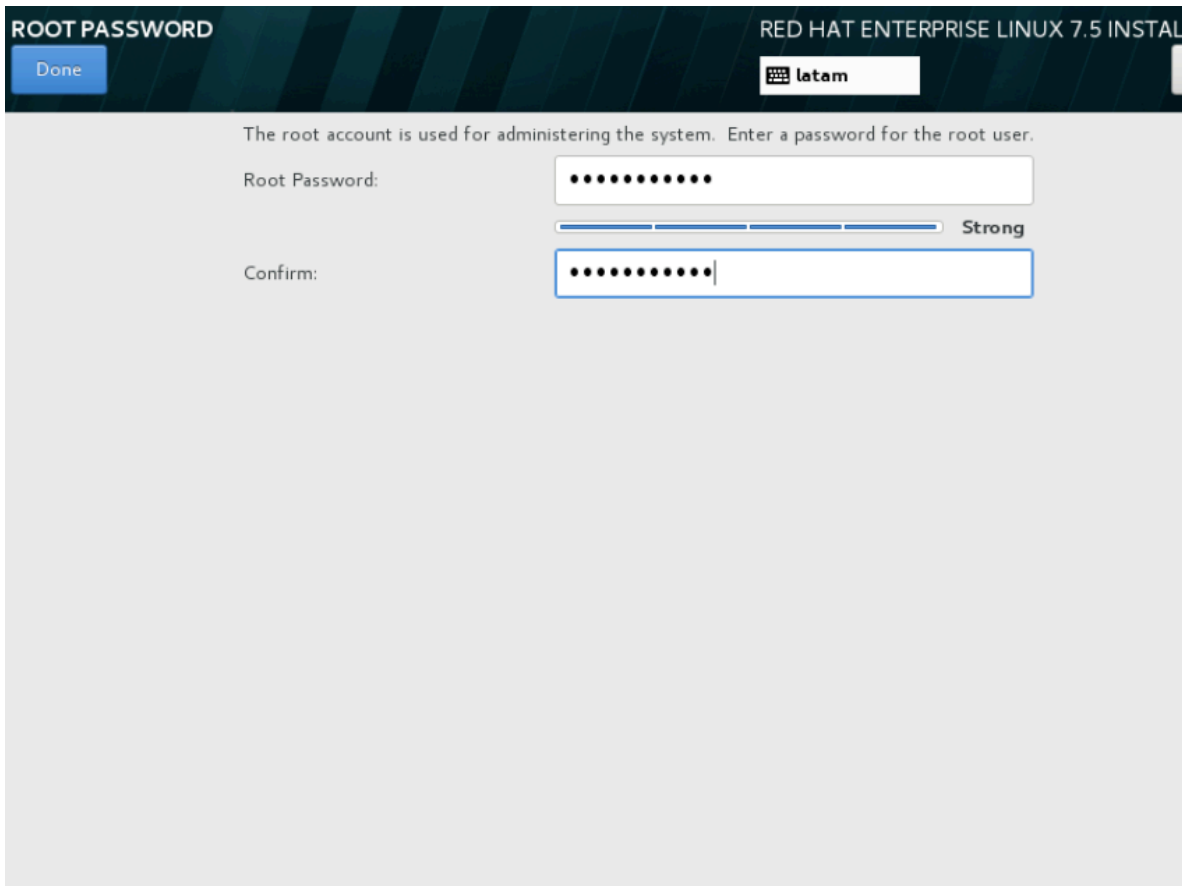 ROOT PASSWORD
RED HAT ENTERPRISE LINUX 7.5 INSTAL
Done
latam
The root account is used for administering the system. Enter a password for the root user.
Root Password: •••••••••••
Strong
Confirm: •••••••••••